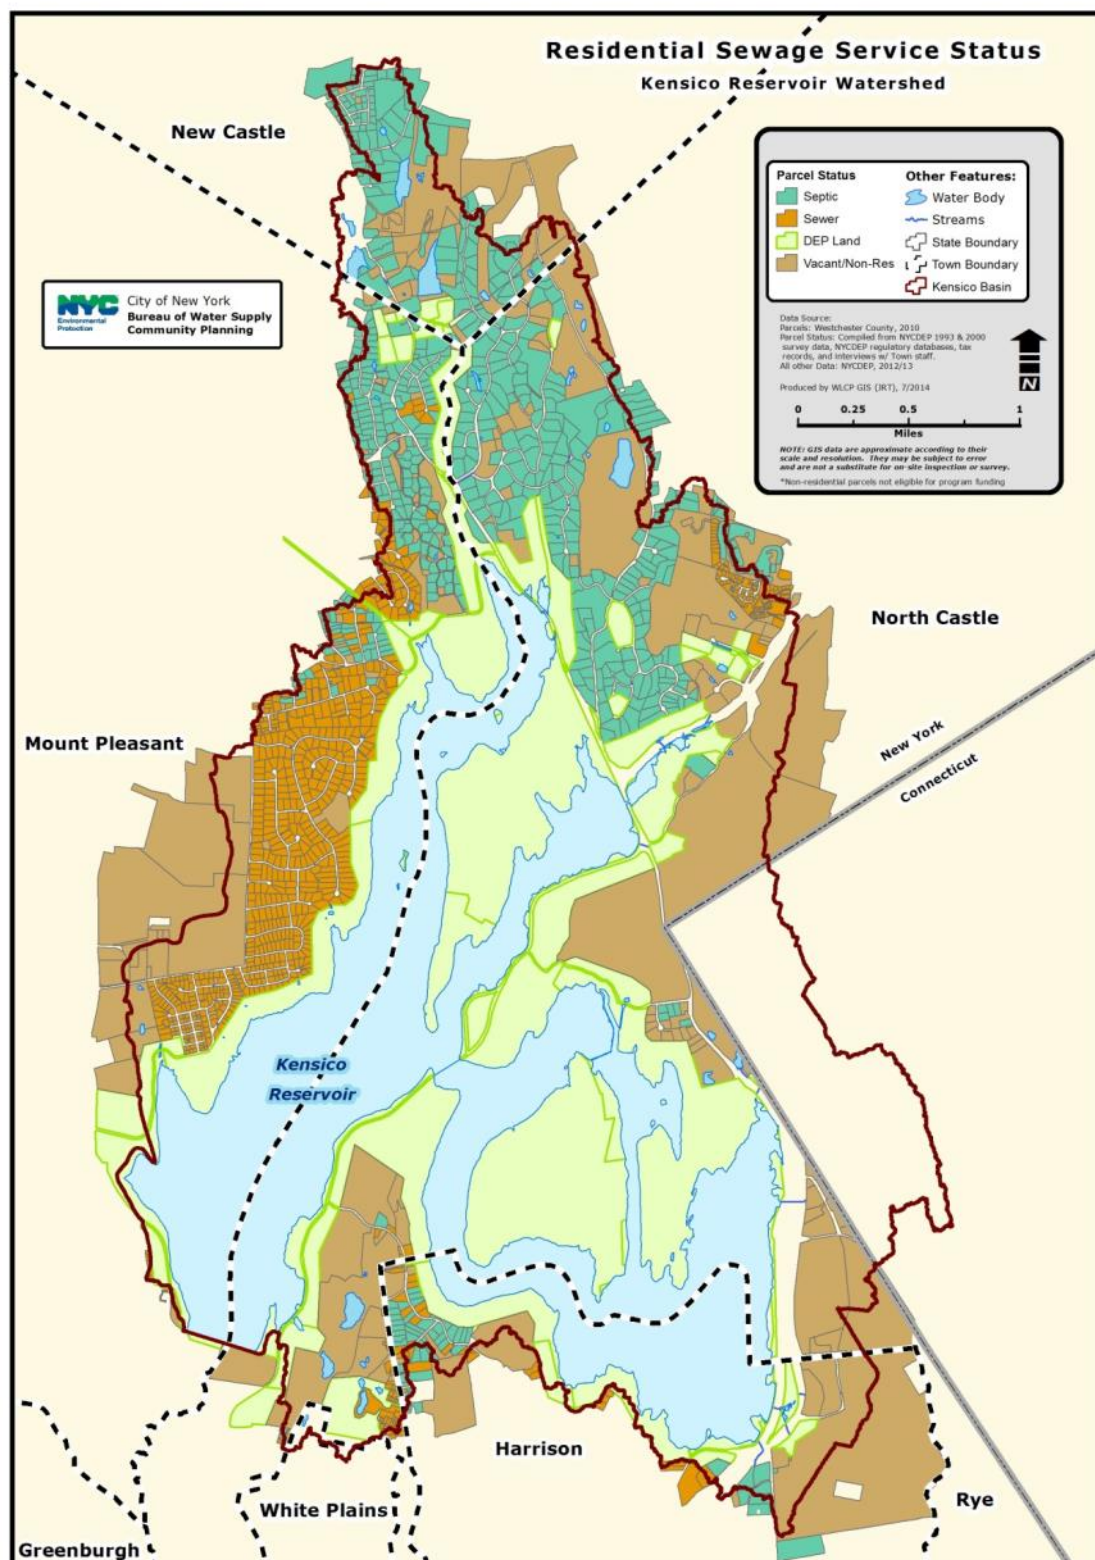 Residential Sewage Service Status
Kensico Reservoir Watershed
New Castle
Parcel Status
Septic
Sewer
DEP Land
Vacant/Non-Res
Other Features:
Water Body
Streams
State Boundary
Town Boundary
Kensico Basin
NYC
Environmental
Protection
City of New York
Bureau of Water Supply
Community Planning
Data Source:
Parcels: Westchester County, 2010
Parcel Status: Compiled from NYCDEP 1993 & 2000
survey data, NYCDEP regulatory databases, tax
records, and interviews w/ Town staff.
All other Data: NYCDEP, 2012/13
Produced by WLCP GIS (JRT), 7/2014
N
0 0.25 0.5 1
Miles
NOTE: GIS data are approximate according to their
scale and resolution. They may be subject to error
and are not a substitute for on-site inspection or survey.
*Non-residential parcels not eligible for program funding
North Castle
Mount Pleasant
New York
Connecticut
Kensico
Reservoir
Harrison
White Plains
Rye
Greenburgh